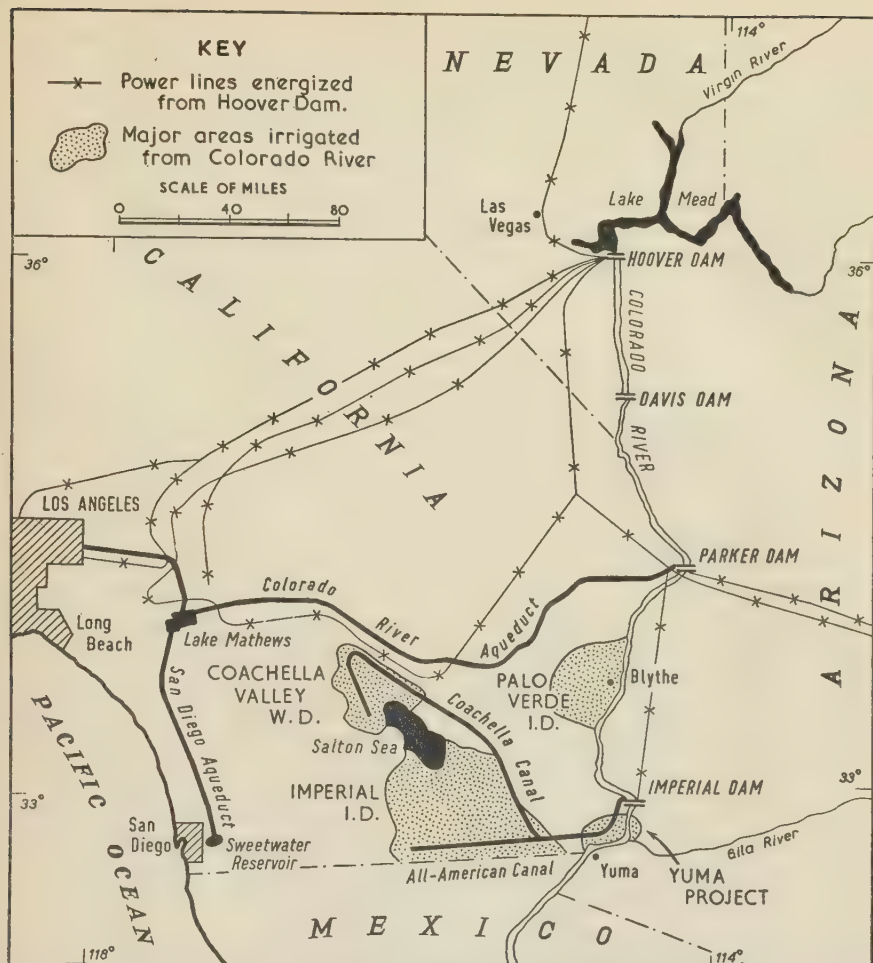 KEY
Power lines energized
from Hoover Dam.
Major areas irrigated
from Colorado River
SCALE OF MILES
0 40 80
NEVADA
114°
Virgin River
Las
Vegas
Lake Mead
HOOVER DAM
36°
36°
CALIFORNIA
COLORADO
RIVER
DAVIS DAM
ARIZONA
LOS ANGELES
PARKER DAM
Long
Beach
Colorado
River
Aqueduct
Lake Mathews
San Diego Aqueduct
COACHELLA
VALLEY
W.D.
Coachella Canal
PALO
VERDE
I.D.
Blythe
Salton Sea
PACIFIC
OCEAN
IMPERIAL
I.D.
33°
33°
IMPERIAL DAM
San
Diego
Sweetwater
Reservoir
All-American Canal
Yuma
YUMA
PROJECT
Gila River
MEXICO
118°
114°